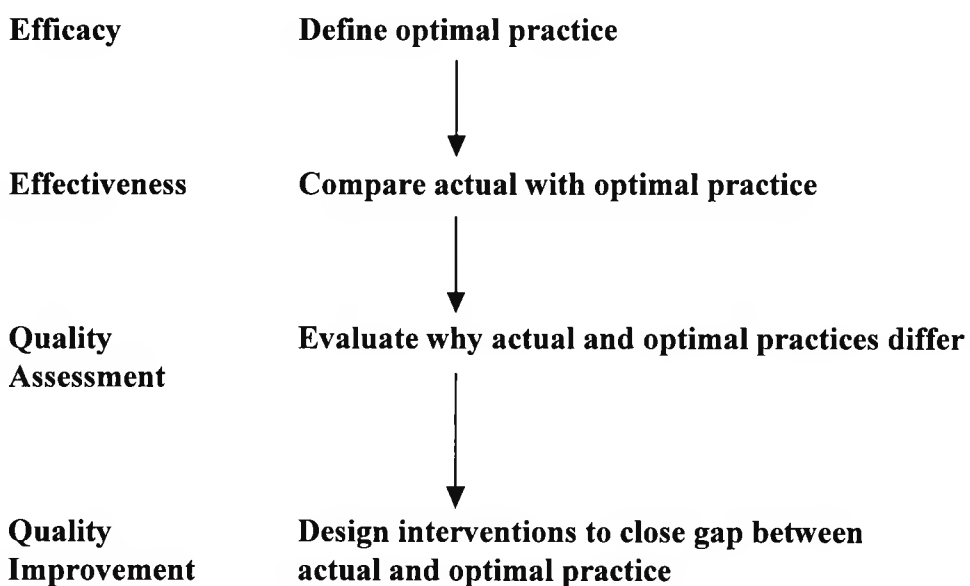 Efficacy Define optimal practice
Effectiveness Compare actual with optimal practice
Quality Evaluate why actual and optimal practices differ
Assessment
Quality Design interventions to close gap between
Improvement actual and optimal practice